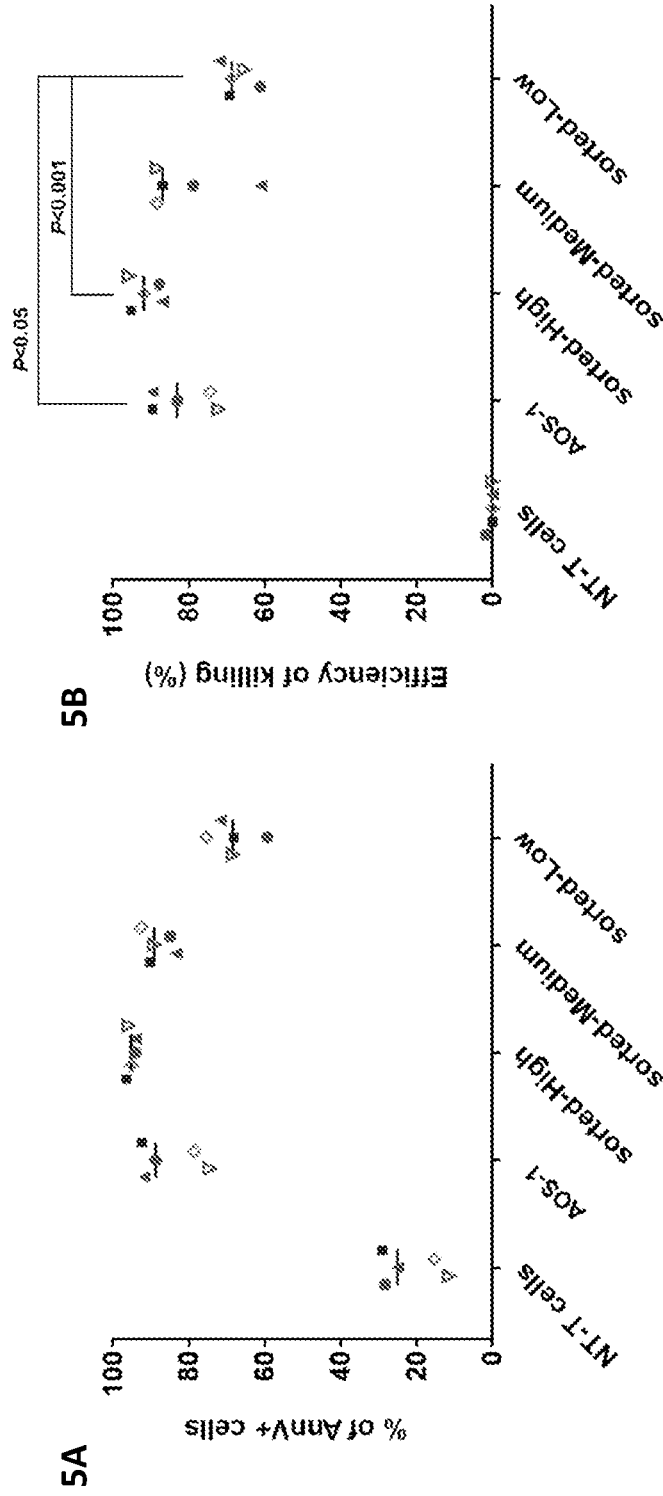 5A
% of AnnV+ cells
100
80
60
40
20
0
NT-T cells
AOS-1
sorted-High
sorted-Medium
sorted-Low
5B
Efficiency of killing (%)
100
80
60
40
20
0
NT-T cells
AOS-1
sorted-High
sorted-Medium
sorted-Low
P<0.05
P<0.001